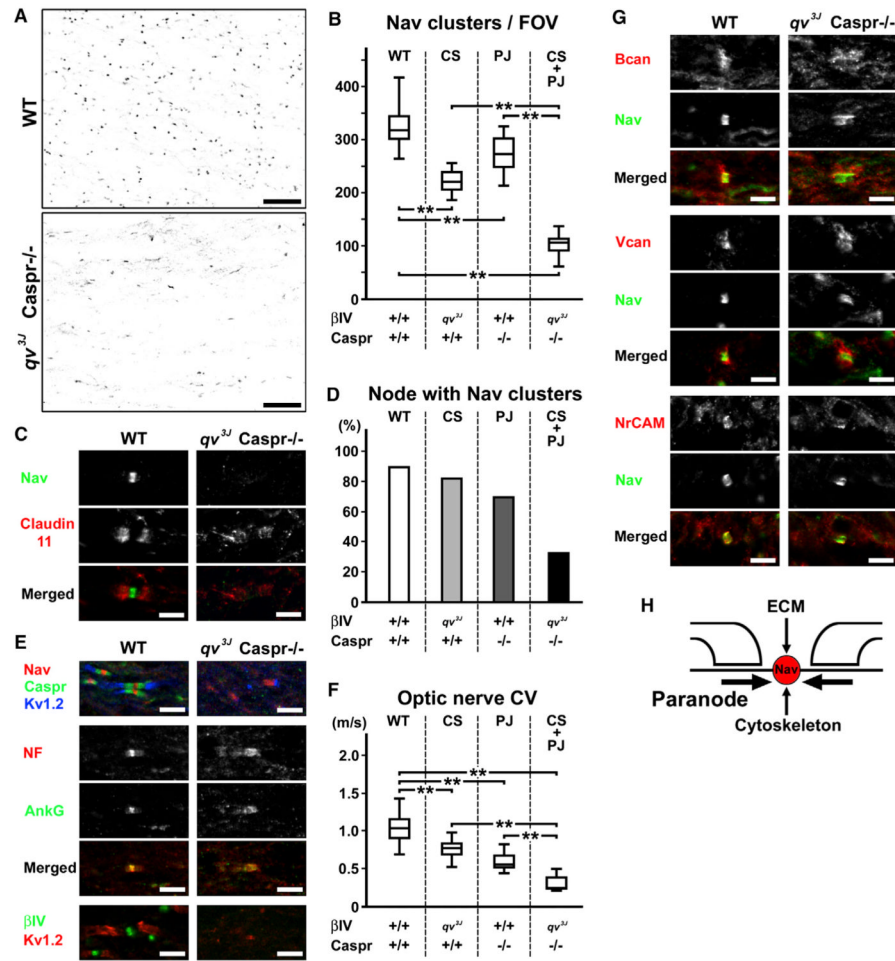 A
WT
qv3J Caspr-/-
B
Nav clusters / FOV
WT CS PJ CS + PJ
400
300
200
100
0
**
**
**
**
**
βIV +/+ qv3J +/+ qv3J
Caspr +/+ +/+ -/- -/-
C
WT qv3J Caspr-/-
Nav
Claudin 11
Merged
D
Node with Nav clusters
(%)
WT CS PJ CS + PJ
100
80
60
40
20
0
βIV +/+ qv3J +/+ qv3J
Caspr +/+ +/+ -/- -/-
E
WT qv3J Caspr-/-
Nav
Caspr
Kv1.2
NF
AnkG
Merged
βIV
Kv1.2
F
Optic nerve CV
(m/s)
WT CS PJ CS + PJ
2.0
1.5
1.0
0.5
0
**
**
**
**
**
βIV +/+ qv3J +/+ qv3J
Caspr +/+ +/+ -/- -/-
G
WT qv3J Caspr-/-
Bcan
Nav
Merged
Vcan
Nav
Merged
NrCAM
Nav
Merged
H
ECM
Nav
Paranode
Cytoskeleton